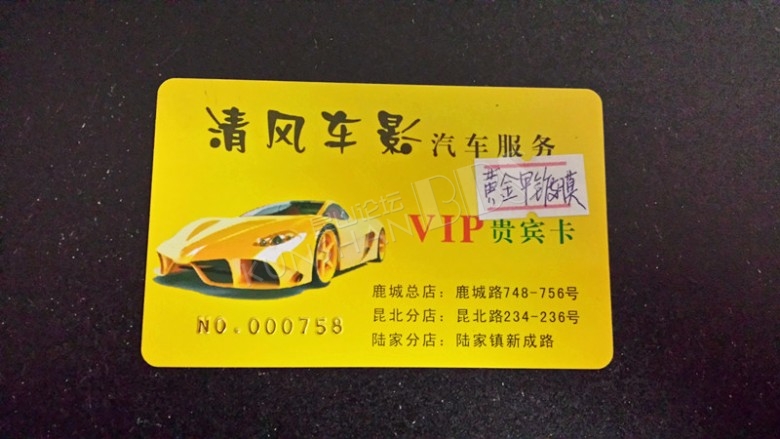 清风车影 汽车服务
黄金甲镀膜
VIP贵宾卡
鹿城总店：鹿城路748-756号
昆北分店：昆北路234-236号
陆家分店：陆家镇新成路
NO.000758